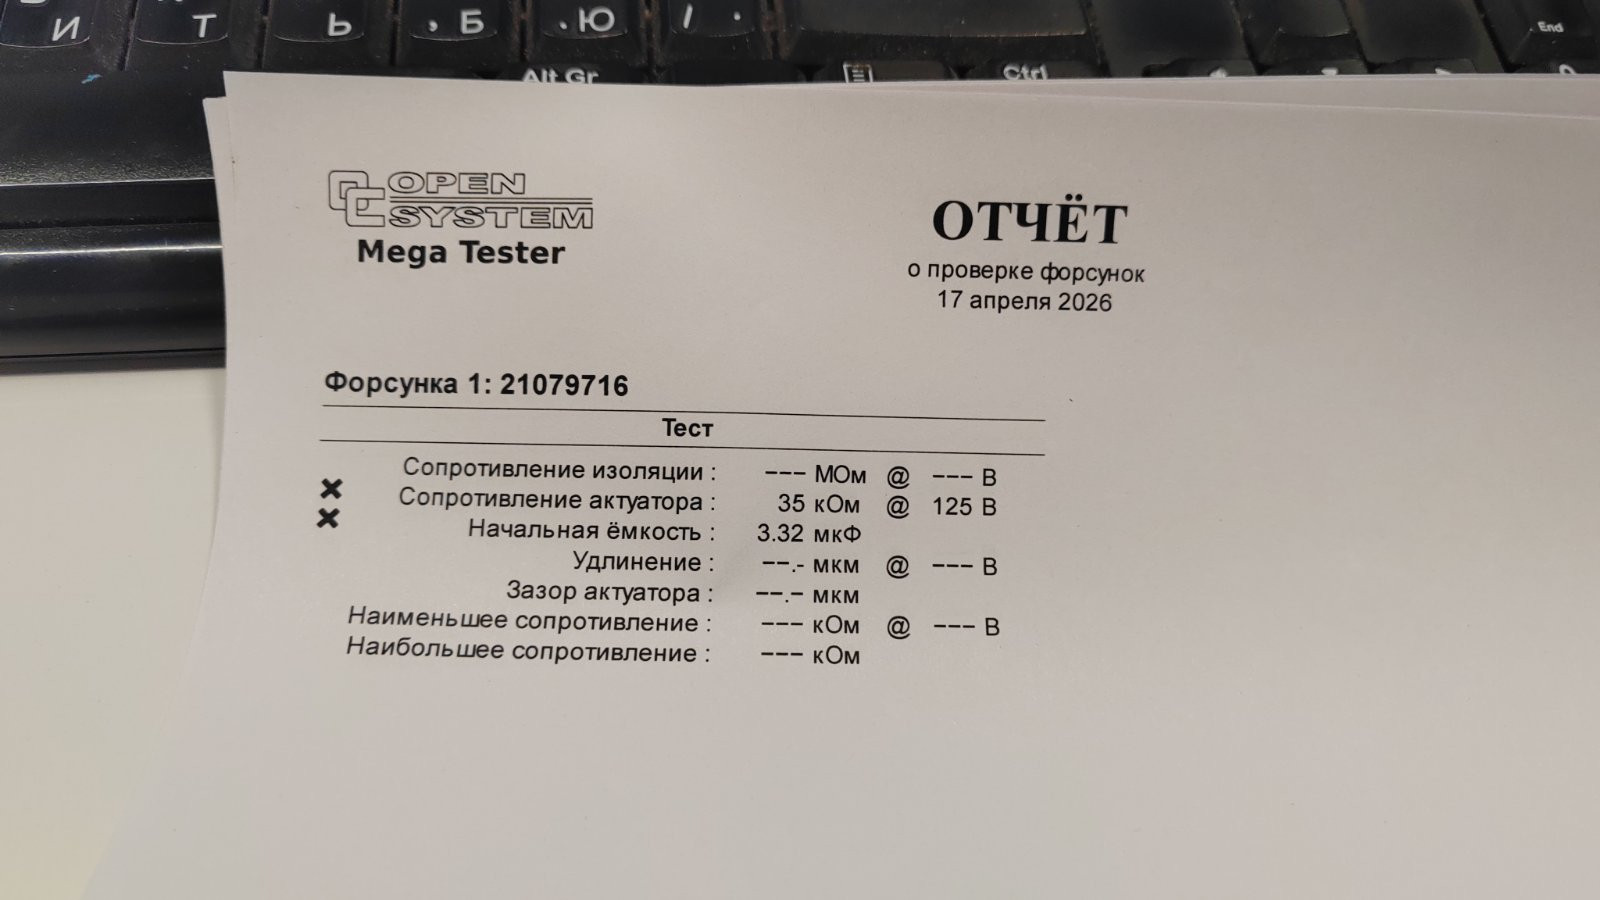 И Т Ь , Б . Ю / . End
Alt Gr Ctrl
OPEN
SYSTEM
Mega Tester
ОТЧЁТ
о проверке форсунок
17 апреля 2026
Форсунка 1: 21079716
Тест
Сопротивление изоляции : --- МОм @ --- В
✖ Сопротивление актуатора : 35 кОм @ 125 В
✖ Начальная ёмкость : 3.32 мкФ
Удлинение : --.- мкм @ --- В
Зазор актуатора : --.- мкм
Наименьшее сопротивление : --- кОм @ --- В
Наибольшее сопротивление : --- кОм